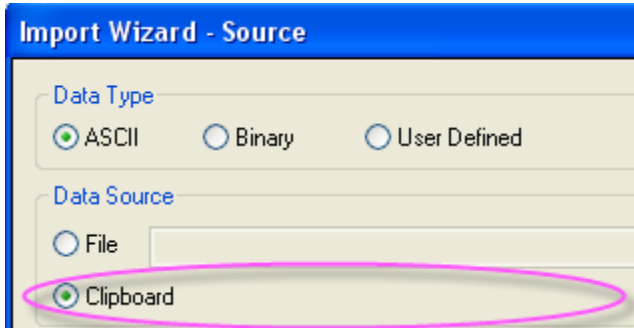 Import Wizard - Source
Data Type
ASCII Binary User Defined
Data Source
File
Clipboard